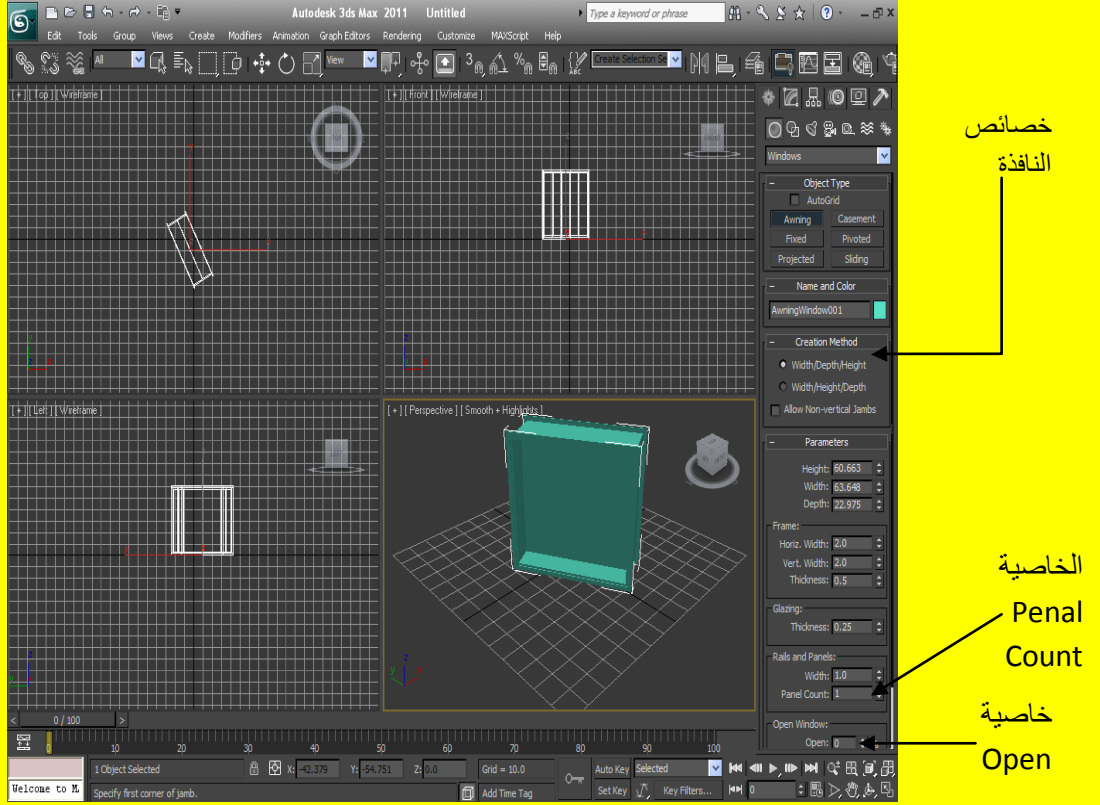 Autodesk 3ds Max 2011 Untitled
Type a keyword or phrase
Edit Tools Group Views Create Modifiers Animation Graph Editors Rendering Customize MAXScript Help
All
View
3
Create Selection Se
[ + ] [ Top ] [ Wireframe ]
[ + ] [ Front ] [ Wireframe ]
[ + ] [ Left ] [ Wireframe ]
[ + ] [ Perspective ] [ Smooth + Highlights ]
Windows
Object Type
AutoGrid
Awning Casement
Fixed Pivoted
Projected Sliding
Name and Color
AwningWindow001
Creation Method
Width/Depth/Height
Width/Height/Depth
Allow Non-vertical Jambs
Parameters
Height: 60.663
Width: 63.648
Depth: 22.975
Frame:
Horiz. Width: 2.0
Vert. Width: 2.0
Thickness: 0.5
Glazing:
Thickness: 0.25
Rails and Panels:
Width: 1.0
Panel Count: 1
Open Window:
Open: 0
خصائص
النافذة
الخاصية
Penal
Count
خاصية
Open
< 0 / 100 >
0 10 20 30 40 50 60 70 80 90 100
1 Object Selected X: -42.379 Y: -54.751 Z: 0.0 Grid = 10.0 Auto Key Selected
Welcome to M Specify first corner of jamb. Add Time Tag Set Key Key Filters... 0